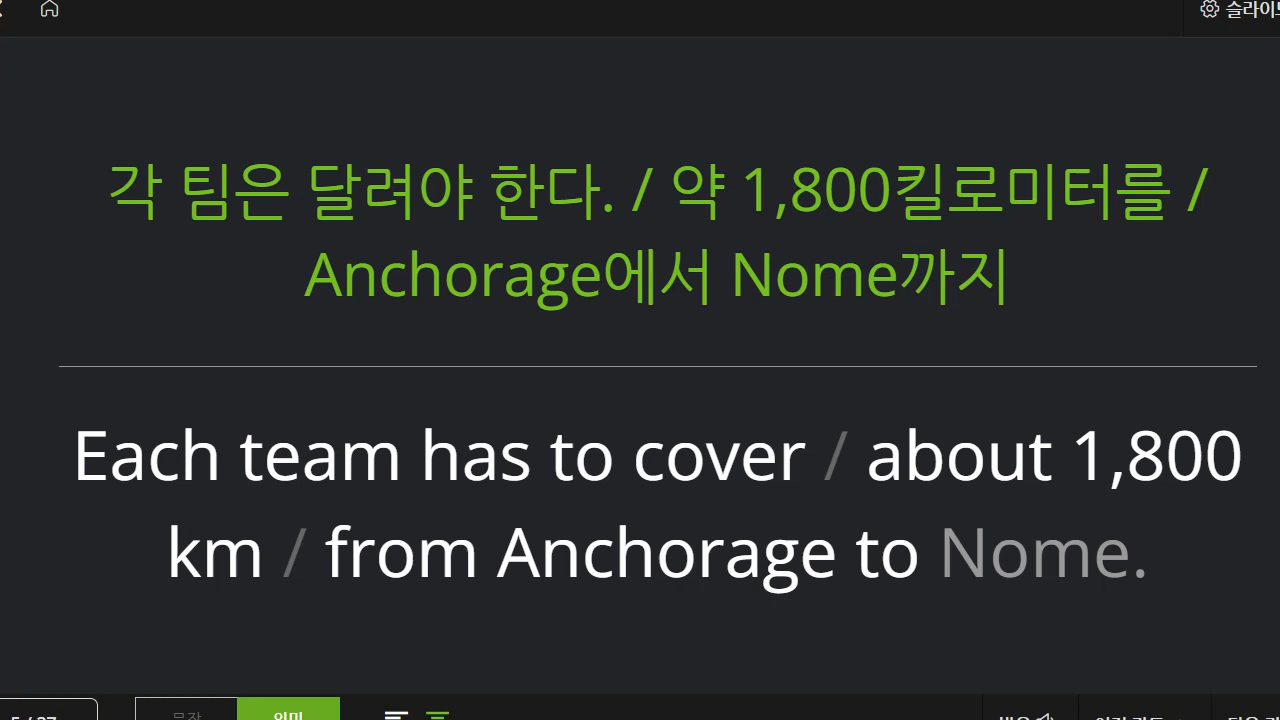 슬라이드
각 팀은 달려야 한다. / 약 1,800킬로미터를 /
Anchorage에서 Nome까지
Each team has to cover / about 1,800
km / from Anchorage to Nome.